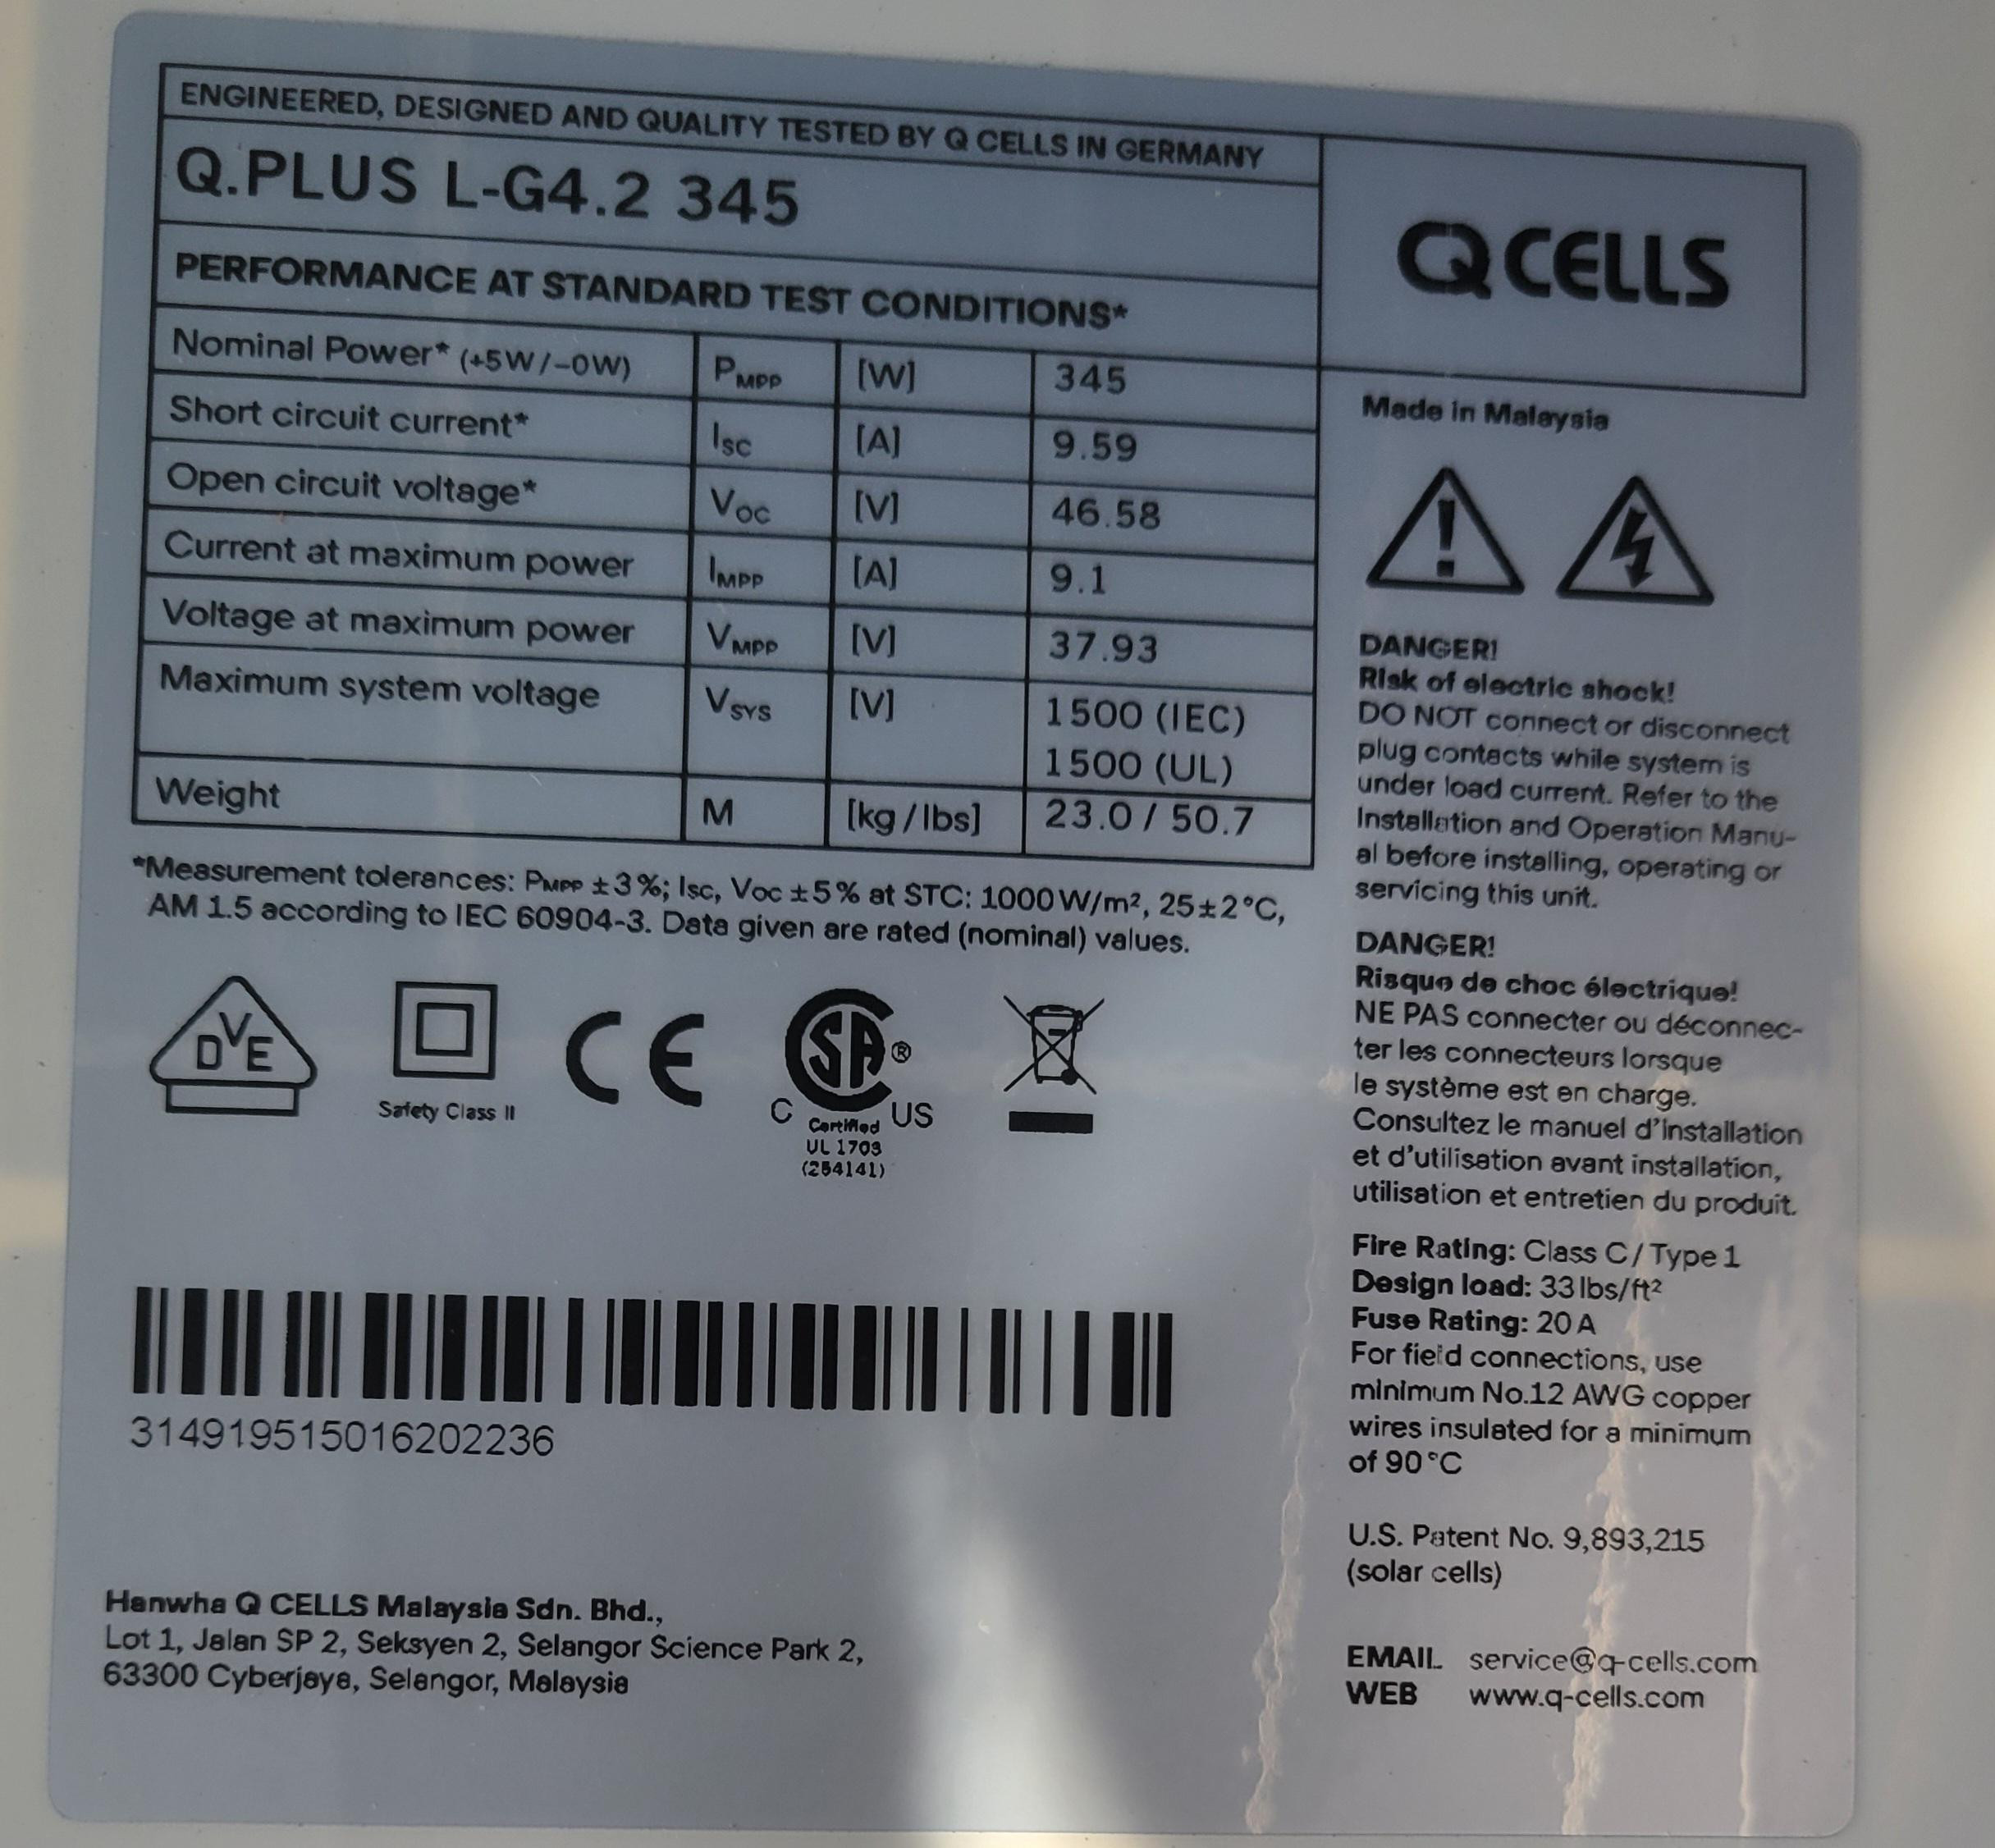 ENGINEERED, DESIGNED AND QUALITY TESTED BY Q CELLS IN GERMANY
Q.PLUS L-G4.2 345
PERFORMANCE AT STANDARD TEST CONDITIONS*
Nominal Power* (+5W/-0W) PMPP [W] 345
Short circuit current* ISC [A] 9.59
Open circuit voltage* VOC [V] 46.58
Current at maximum power IMPP [A] 9.1
Voltage at maximum power VMPP [V] 37.93
Maximum system voltage VSYS [V] 1500 (IEC)
1500 (UL)
Weight M [kg/lbs] 23.0 / 50.7
*Measurement tolerances: PMPP ±3%; Isc, Voc ±5% at STC: 1000W/m², 25±2°C,
AM 1.5 according to IEC 60904-3. Data given are rated (nominal) values.
DVE
Safety Class II
CE
CSA®
C US
Certified
UL 1703
(254141)
314919515016202236
Hanwha Q CELLS Malaysia Sdn. Bhd.,
Lot 1, Jalan SP 2, Seksyen 2, Selangor Science Park 2,
63300 Cyberjaya, Selangor, Malaysia
Q CELLS
Made in Malaysia
DANGER!
Risk of electric shock!
DO NOT connect or disconnect
plug contacts while system is
under load current. Refer to the
Installation and Operation Manu-
al before installing, operating or
servicing this unit.
DANGER!
Risque de choc électrique!
NE PAS connecter ou déconnec-
ter les connecteurs lorsque
le système est en charge.
Consultez le manuel d'installation
et d'utilisation avant installation,
utilisation et entretien du produit.
Fire Rating: Class C/Type 1
Design load: 33 lbs/ft²
Fuse Rating: 20 A
For field connections, use
minimum No.12 AWG copper
wires insulated for a minimum
of 90°C
U.S. Patent No. 9,893,215
(solar cells)
EMAIL service@q-cells.com
WEB www.q-cells.com